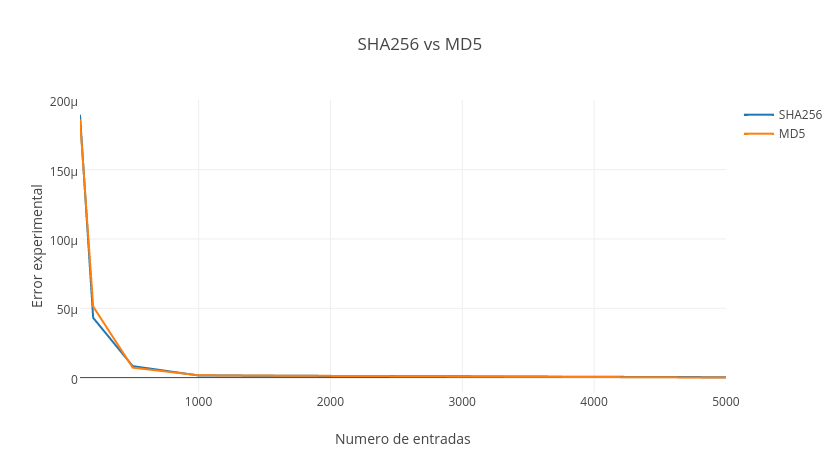 SHA256 vs MD5
200μ
150μ
100μ
50μ
0
1000
2000
3000
4000
5000
Error experimental
Numero de entradas
SHA256
MD5